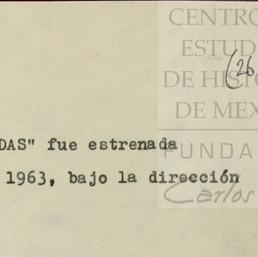 CENTRO
ESTUD
DE HIST
DE MEX
FUNDA
Carlos
(26
DAS" fue estrenada
1963, bajo la dirección